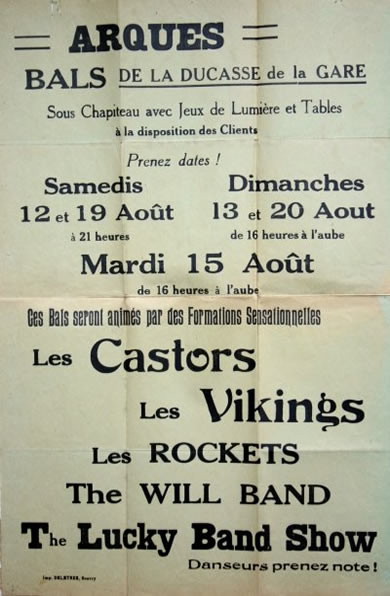 ARQUES
BALS DE LA DUCASSE de la GARE
Sous Chapiteau avec Jeux de Lumière et Tables
à la disposition des Clients
Prenez dates !
Samedis
12 et 19 Août
à 21 heures
Dimanches
13 et 20 Aout
de 16 heures à l'aube
Mardi 15 Août
de 16 heures à l'aube
Ces Bals seront animés par des Formations Sensationnelles
Les Castors
Les Vikings
Les ROCKETS
The WILL BAND
The Lucky Band Show
Danseurs prenez note !
Imp.